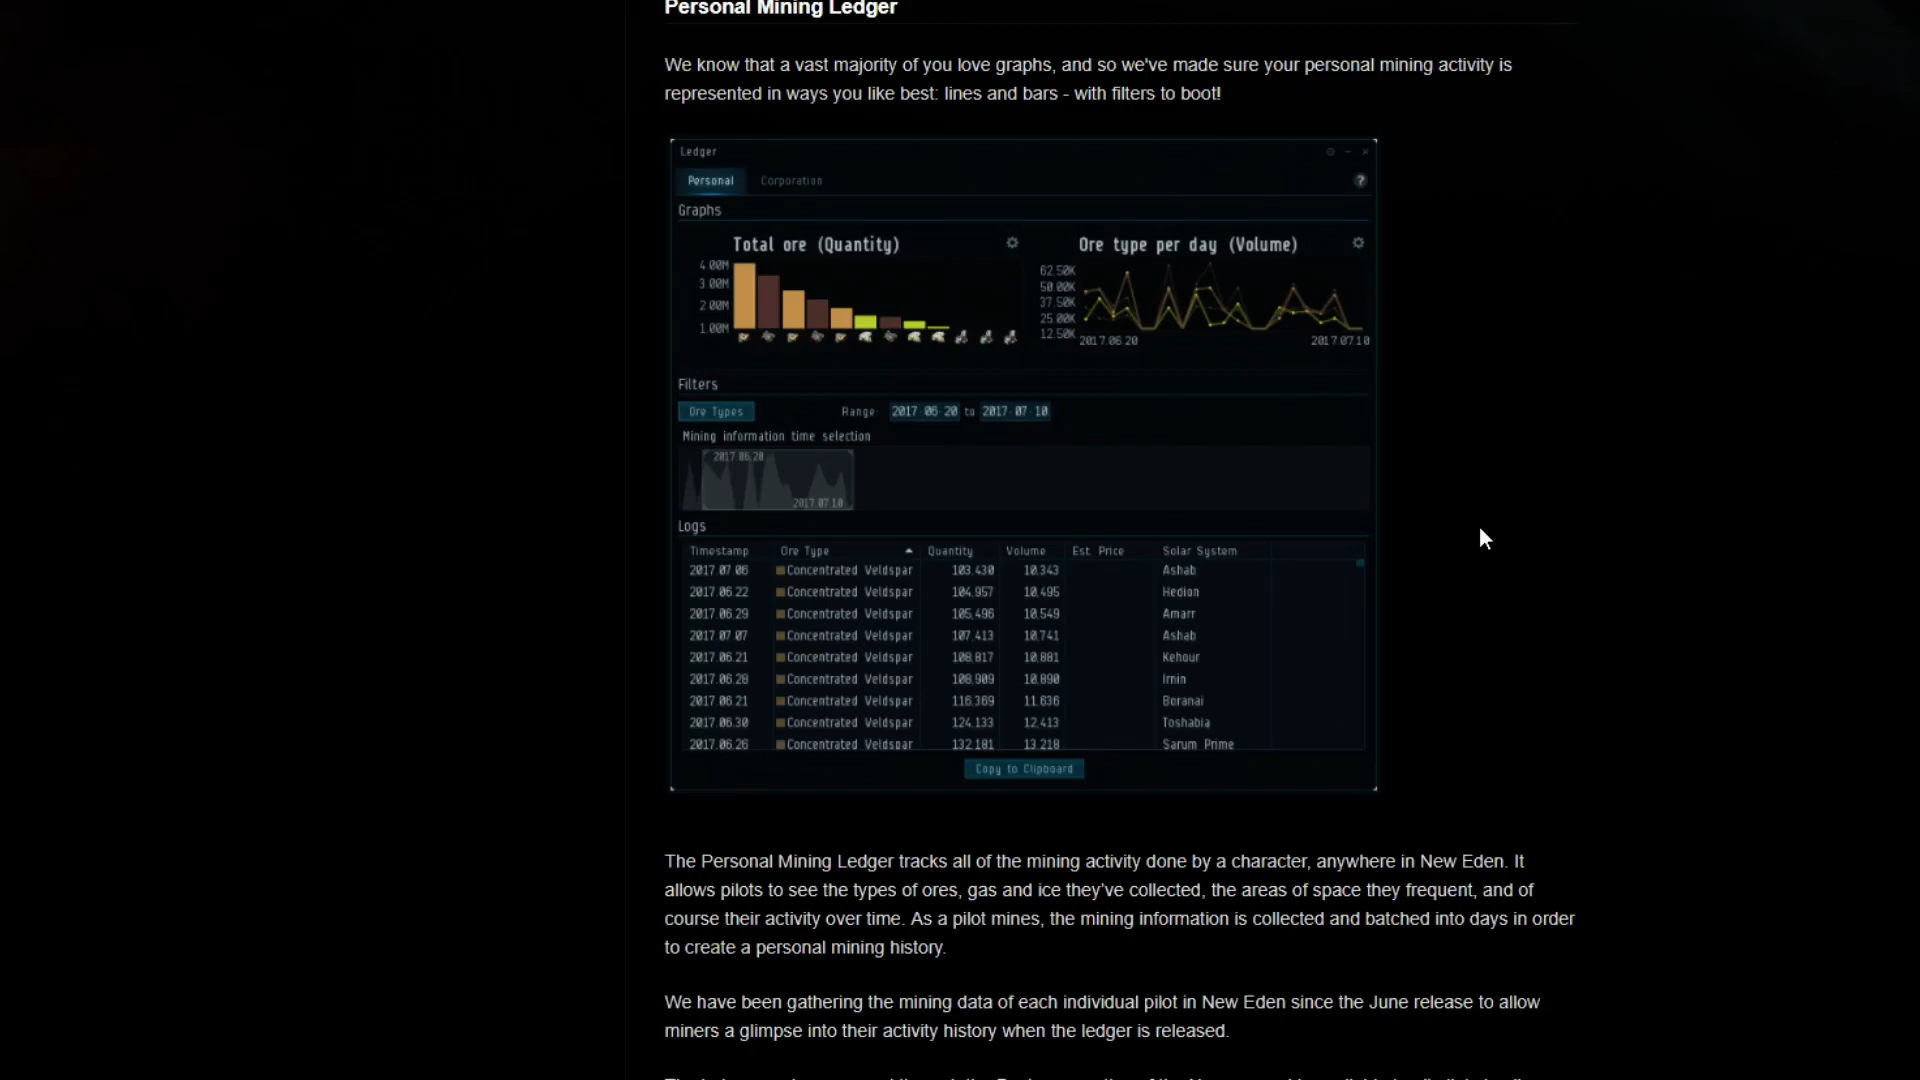 Personal Mining Ledger
We know that a vast majority of you love graphs, and so we've made sure your personal mining activity is
represented in ways you like best: lines and bars - with filters to boot!
Ledger
Personal Corporation ?
Graphs
Total ore (Quantity) Ore type per day (Volume)
4.00M
3.00M
2.00M
1.00M
62.50K
50.00K
37.50K
25.00K
12.50K
2017.06.20 2017.07.10
Filters
Ore Types Range: 2017-06-20 to 2017-07-10
Mining information time selection
2017.06.20
2017.07.10
Logs
Timestamp Ore Type Quantity Volume Est. Price Solar System
2017.07.06 Concentrated Veldspar 103,430 10,343 Ashab
2017.06.22 Concentrated Veldspar 104,957 10,495 Hedion
2017.06.29 Concentrated Veldspar 105,496 10,549 Amarr
2017.07.07 Concentrated Veldspar 107,413 10,741 Ashab
2017.06.21 Concentrated Veldspar 108,817 10,881 Kehour
2017.06.28 Concentrated Veldspar 108,909 10,890 Irnin
2017.06.21 Concentrated Veldspar 116,369 11,636 Boranai
2017.06.30 Concentrated Veldspar 124,133 12,413 Toshabia
2017.06.26 Concentrated Veldspar 132,181 13,218 Sarum Prime
Copy to Clipboard
The Personal Mining Ledger tracks all of the mining activity done by a character, anywhere in New Eden. It
allows pilots to see the types of ores, gas and ice they've collected, the areas of space they frequent, and of
course their activity over time. As a pilot mines, the mining information is collected and batched into days in order
to create a personal mining history.
We have been gathering the mining data of each individual pilot in New Eden since the June release to allow
miners a glimpse into their activity history when the ledger is released.